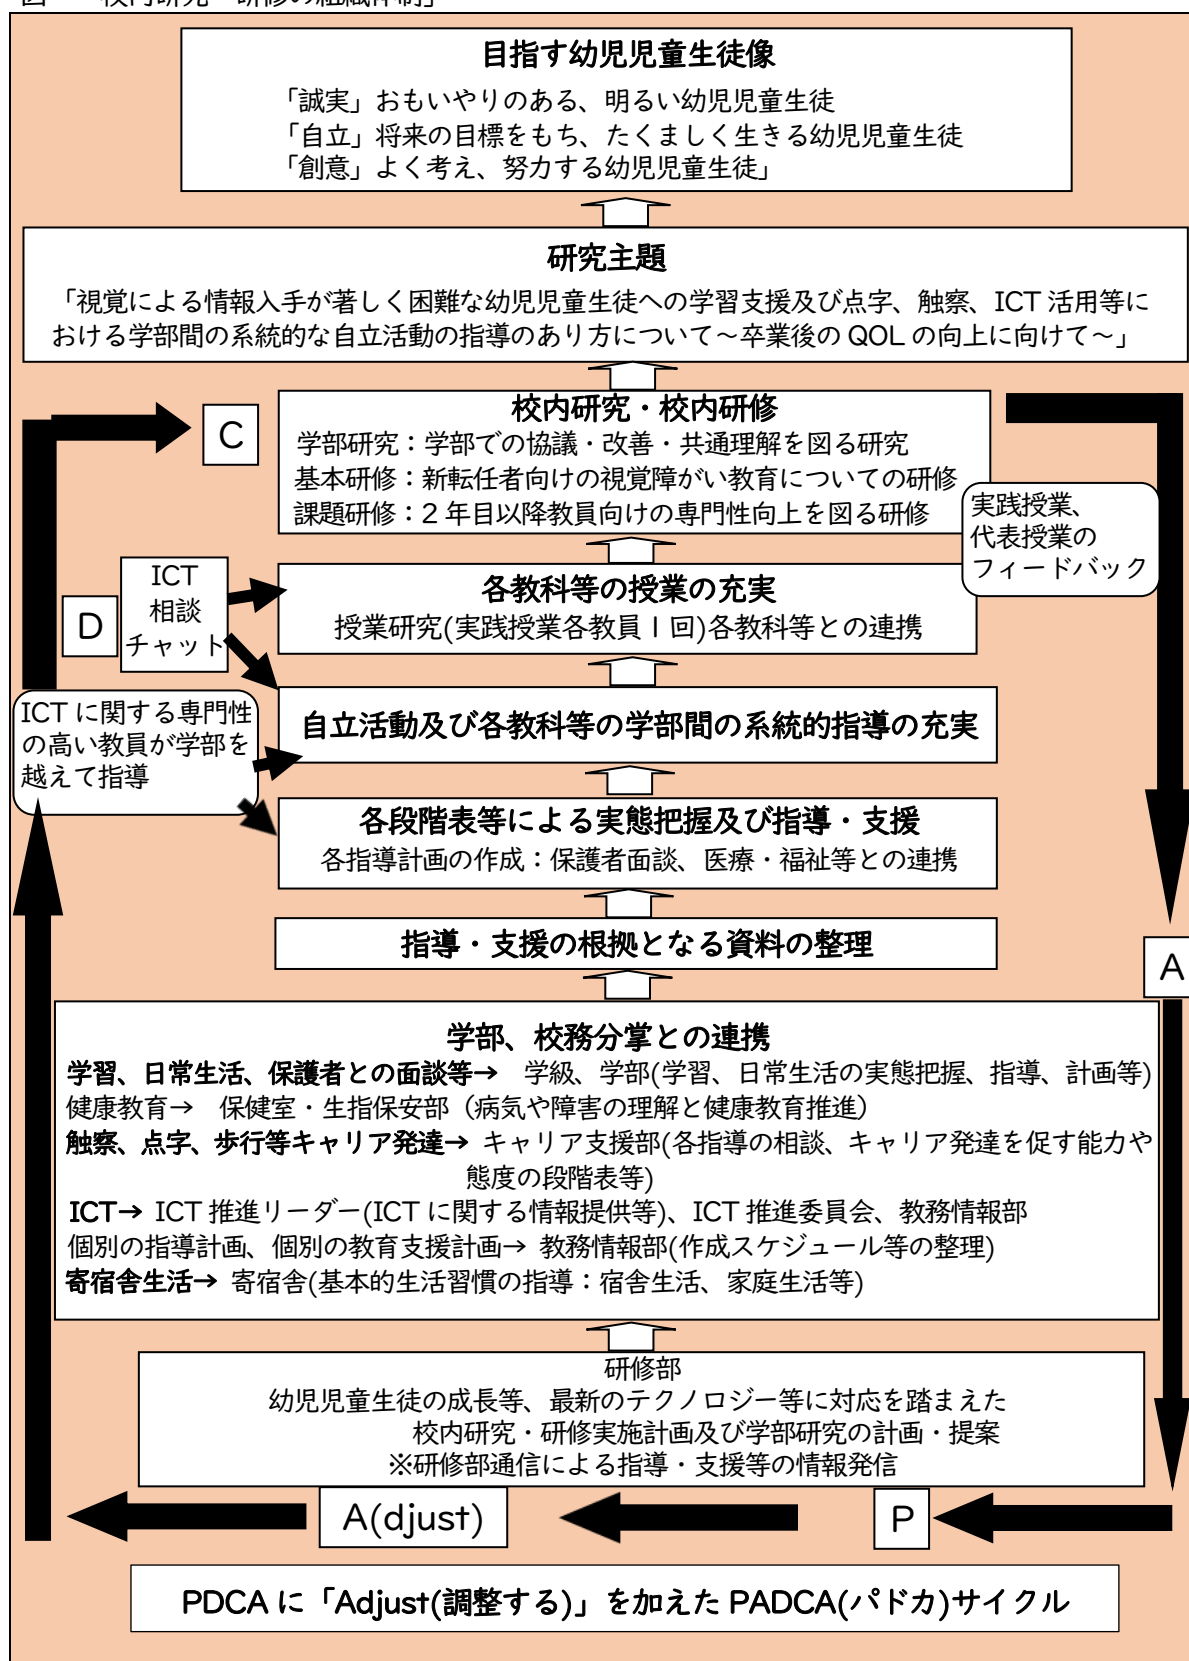 目指す幼児児童生徒像
「誠実」おもいやりのある、明るい幼児児童生徒
「自立」将来の目標をもち、たくましく生きる幼児児童生徒
「創意」よく考え、努力する幼児児童生徒」
研究主題
「視覚による情報入手が著しく困難な幼児児童生徒への学習支援及び点字、触察、ICT 活用等に
おける学部間の系統的な自立活動の指導のあり方について～卒業後の QOL の向上に向けて～」
C
校内研究・校内研修
学部研究：学部での協議・改善・共通理解を図る研究
基本研修：新転任者向けの視覚障がい教育についての研修
課題研修：2 年目以降教員向けの専門性向上を図る研修
実践授業、
代表授業の
フィードバック
D
ICT
相談
チャット
各教科等の授業の充実
授業研究(実践授業各教員 1 回)各教科等との連携
ICT に関する専門性
の高い教員が学部を
越えて指導
自立活動及び各教科等の学部間の系統的指導の充実
各段階表等による実態把握及び指導・支援
各指導計画の作成：保護者面談、医療・福祉等との連携
指導・支援の根拠となる資料の整理
A
学部、校務分掌との連携
学習、日常生活、保護者との面談等→ 学級、学部(学習、日常生活の実態把握、指導、計画等)
健康教育→ 保健室・生指保安部（病気や障害の理解と健康教育推進）
触察、点字、歩行等キャリア発達→ キャリア支援部(各指導の相談、キャリア発達を促す能力や
態度の段階表等)
ICT→ ICT 推進リーダー(ICT に関する情報提供等)、ICT 推進委員会、教務情報部
個別の指導計画、個別の教育支援計画→ 教務情報部(作成スケジュール等の整理)
寄宿舎生活→ 寄宿舎(基本的生活習慣の指導：宿舎生活、家庭生活等)
研修部
幼児児童生徒の成長等、最新のテクノロジー等に対応を踏まえた
校内研究・研修実施計画及び学部研究の計画・提案
※研修部通信による指導・支援等の情報発信
A(djust)
P
PDCA に「Adjust(調整する)」を加えた PADCA(パドカ)サイクル